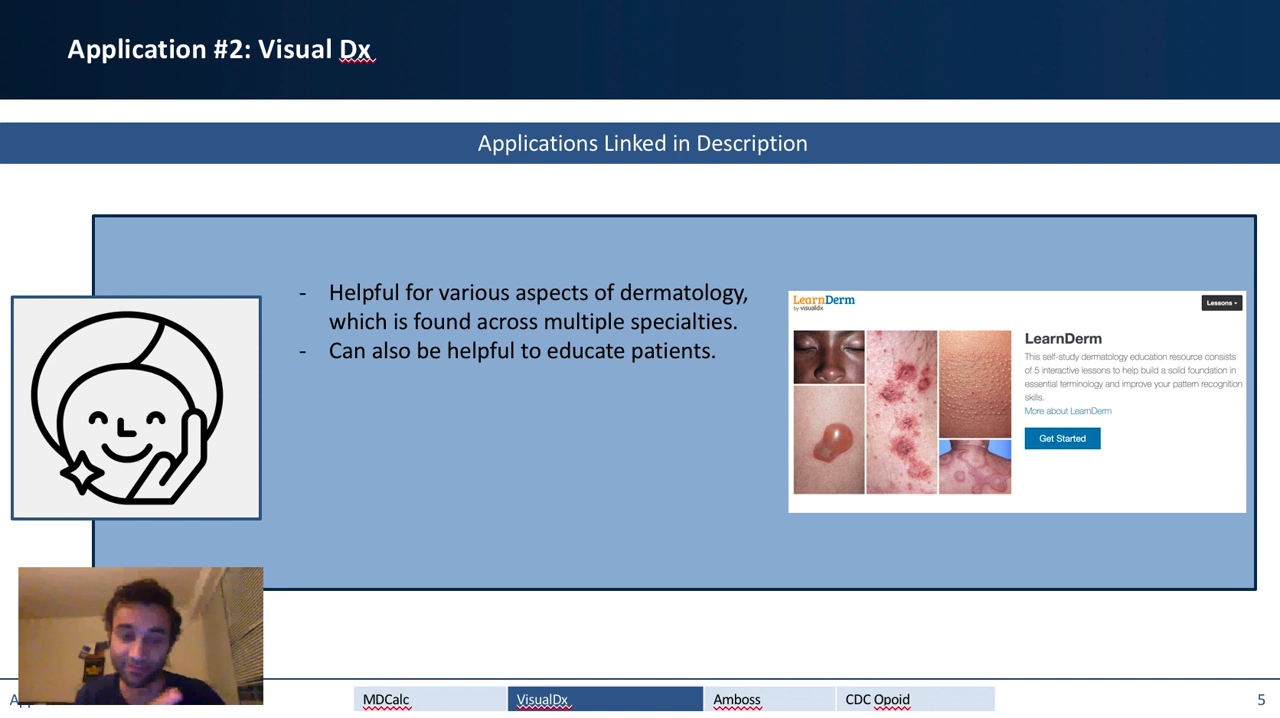 Application #2: Visual Dx
Applications Linked in Description
- Helpful for various aspects of dermatology,
which is found across multiple specialties.
- Can also be helpful to educate patients.
LearnDerm
by visualdx
Lessons
LearnDerm
This self-study dermatology education resource consists
of 5 interactive lessons to help build a solid foundation in
essential terminology and improve your pattern recognition
skills.
More about LearnDerm
Get Started
MDCalc
VisualDx
Amboss
CDC Opoid
5